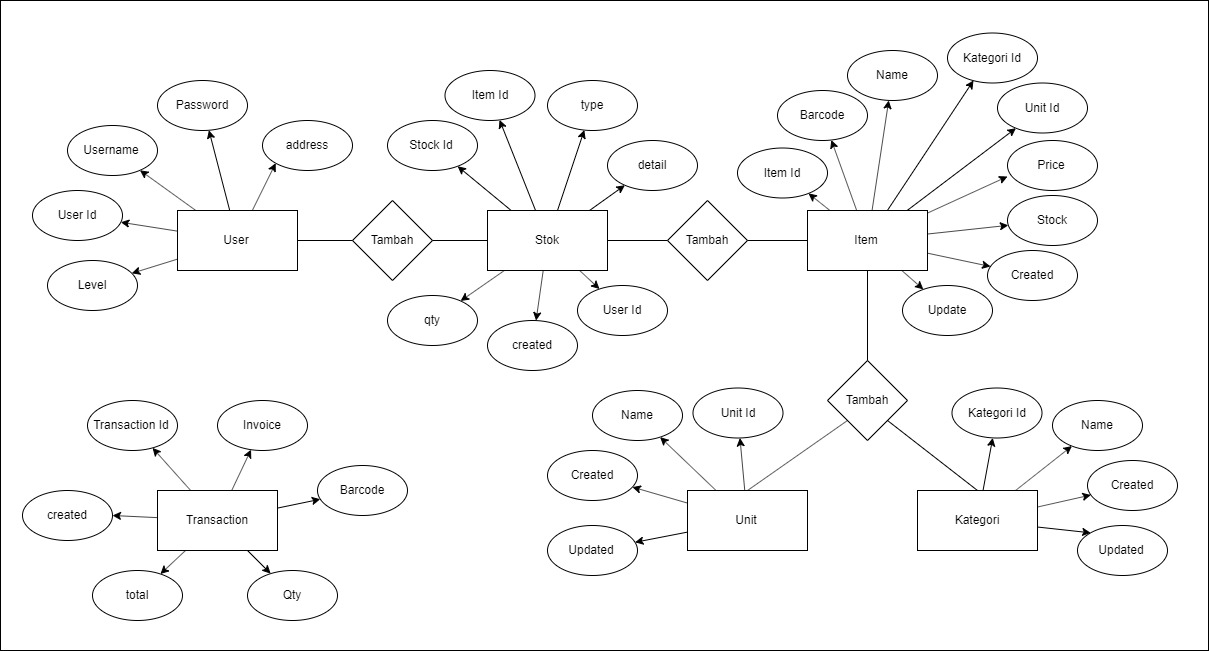 Kategori Id
Name
Item Id
Password
type
Unit Id
Barcode
Username
address
Stock Id
detail
Price
Item Id
User Id
Stock
User
Tambah
Stok
Tambah
Item
Level
Created
User Id
Update
qty
created
Tambah
Transaction Id
Invoice
Name
Unit Id
Kategori Id
Name
Created
Created
Barcode
created
Transaction
Unit
Kategori
Updated
Updated
total
Qty